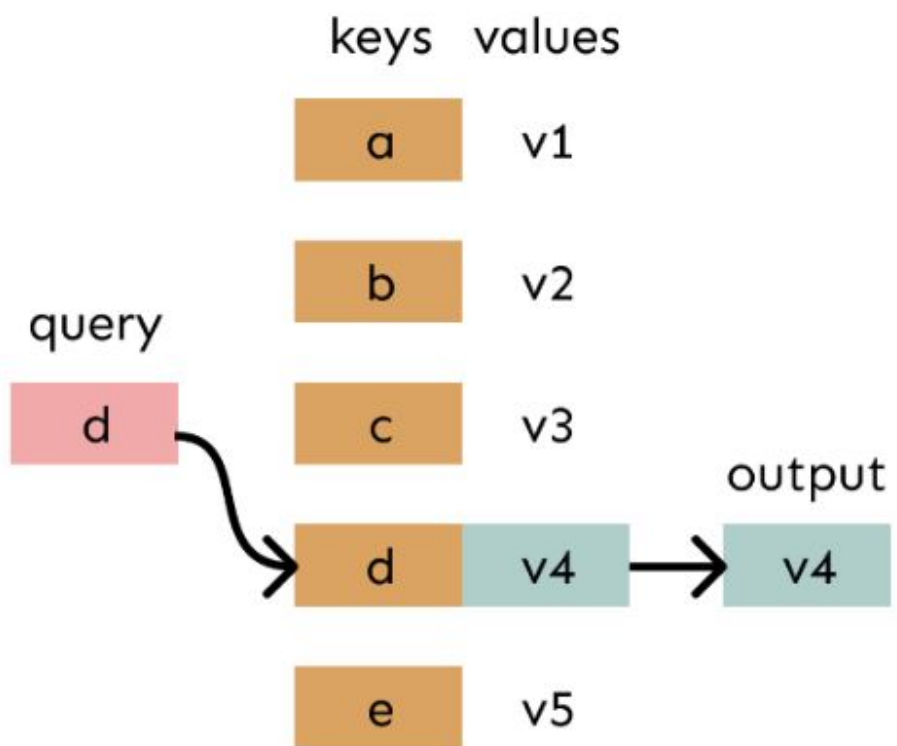 keys values
a v1
b v2
query
d
c v3
output
d v4 v4
e v5